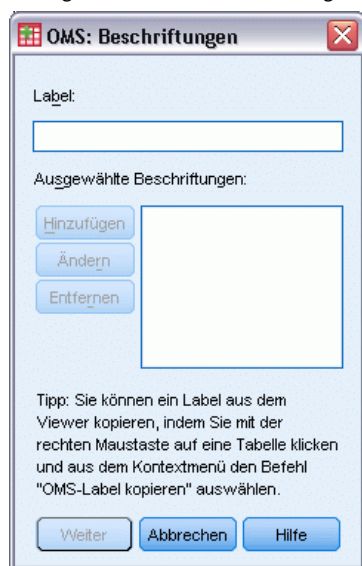 OMS: Beschriftungen
Label:
Ausgewählte Beschriftungen:
Hinzufügen
Ändern
Entfernen
Tipp: Sie können ein Label aus dem
Viewer kopieren, indem Sie mit der
rechten Maustaste auf eine Tabelle klicken
und aus dem Kontextmenü den Befehl
"OMS-Label kopieren" auswählen.
Weiter Abbrechen Hilfe